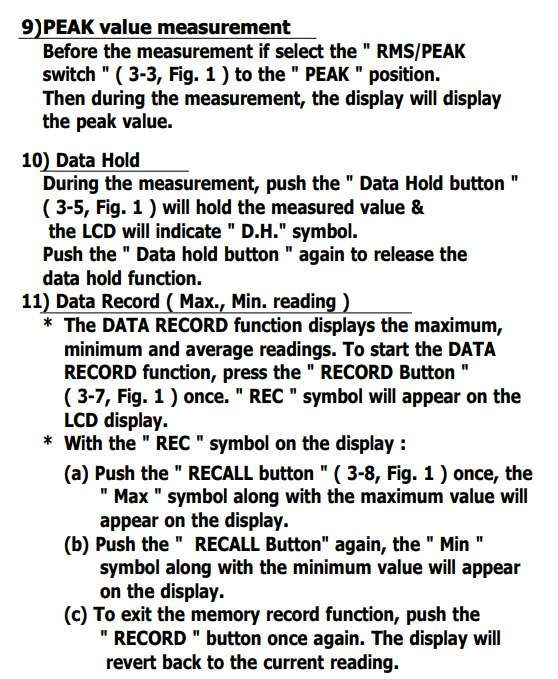 9)PEAK value measurement
Before the measurement if select the " RMS/PEAK
switch " ( 3-3, Fig. 1 ) to the " PEAK " position.
Then during the measurement, the display will display
the peak value.
10) Data Hold
During the measurement, push the " Data Hold button "
( 3-5, Fig. 1 ) will hold the measured value &
the LCD will indicate " D.H." symbol.
Push the " Data hold button " again to release the
data hold function.
11) Data Record ( Max., Min. reading )
* The DATA RECORD function displays the maximum,
minimum and average readings. To start the DATA
RECORD function, press the " RECORD Button "
( 3-7, Fig. 1 ) once. " REC " symbol will appear on the
LCD display.
* With the " REC " symbol on the display :
(a) Push the " RECALL button " ( 3-8, Fig. 1 ) once, the
" Max " symbol along with the maximum value will
appear on the display.
(b) Push the " RECALL Button" again, the " Min "
symbol along with the minimum value will appear
on the display.
(c) To exit the memory record function, push the
" RECORD " button once again. The display will
revert back to the current reading.